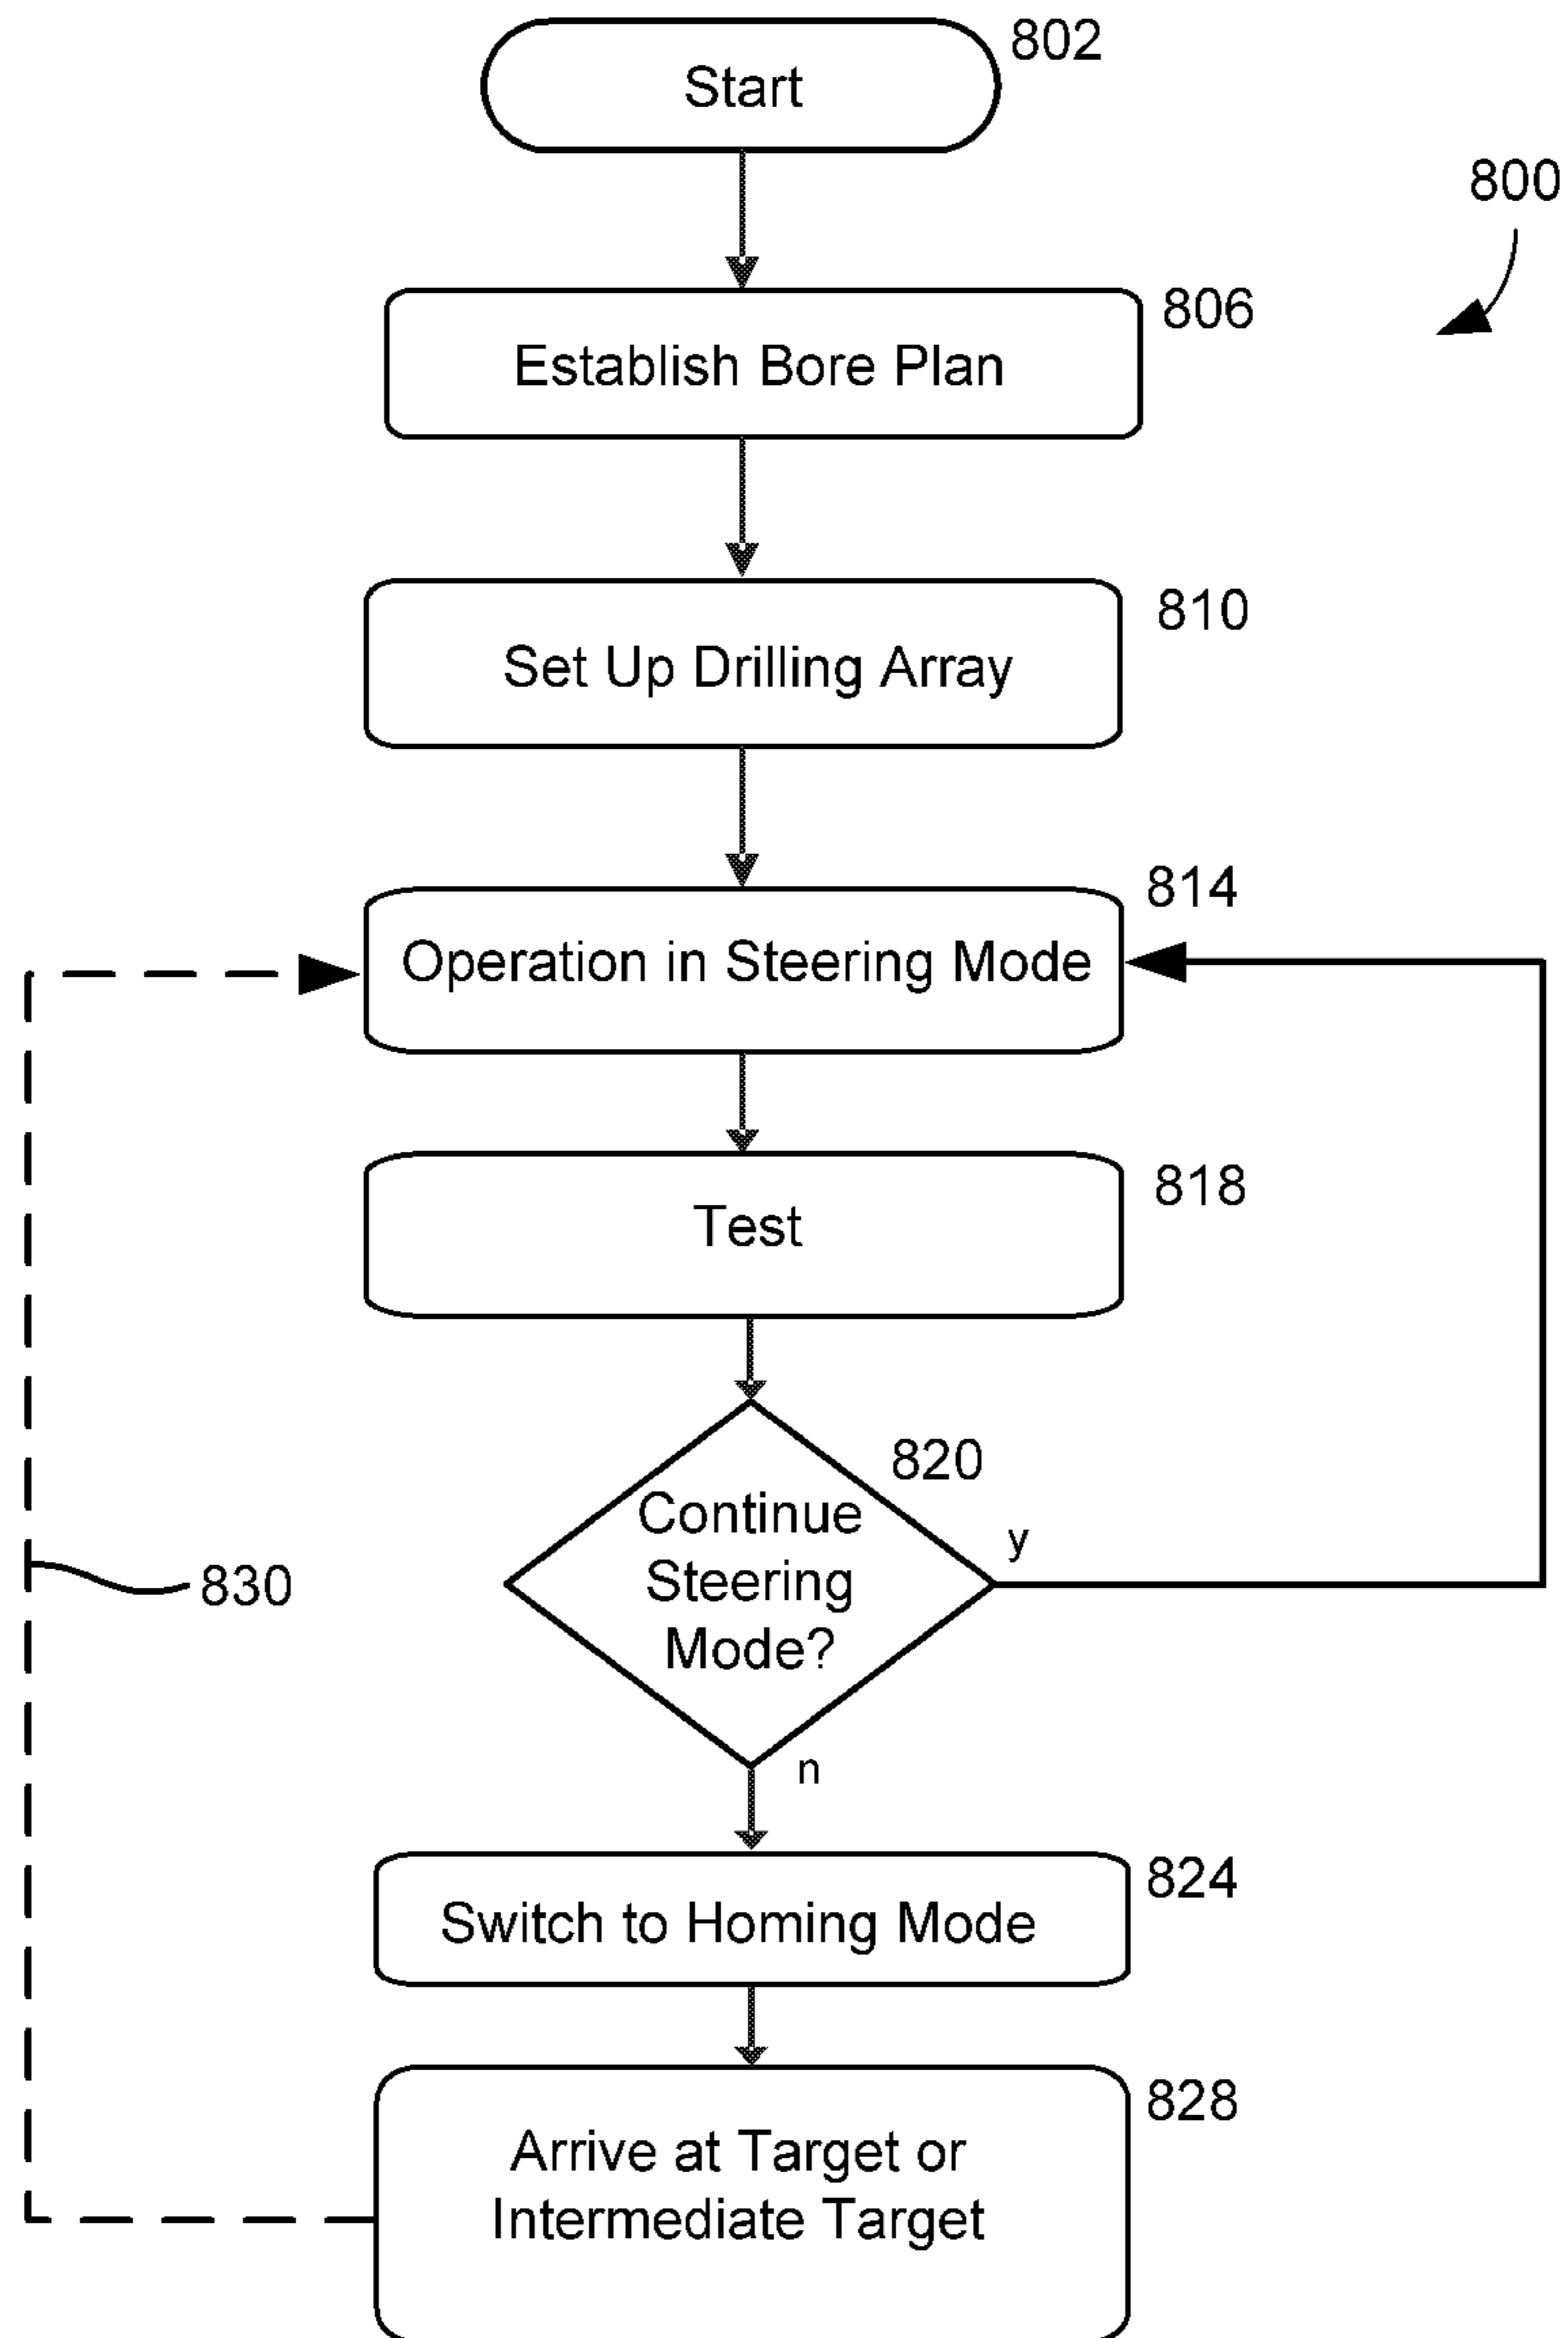 802
Start
800
806
Establish Bore Plan
810
Set Up Drilling Array
814
Operation in Steering Mode
818
Test
820
Continue
Steering
Mode?
y
830
n
824
Switch to Homing Mode
828
Arrive at Target or
Intermediate Target